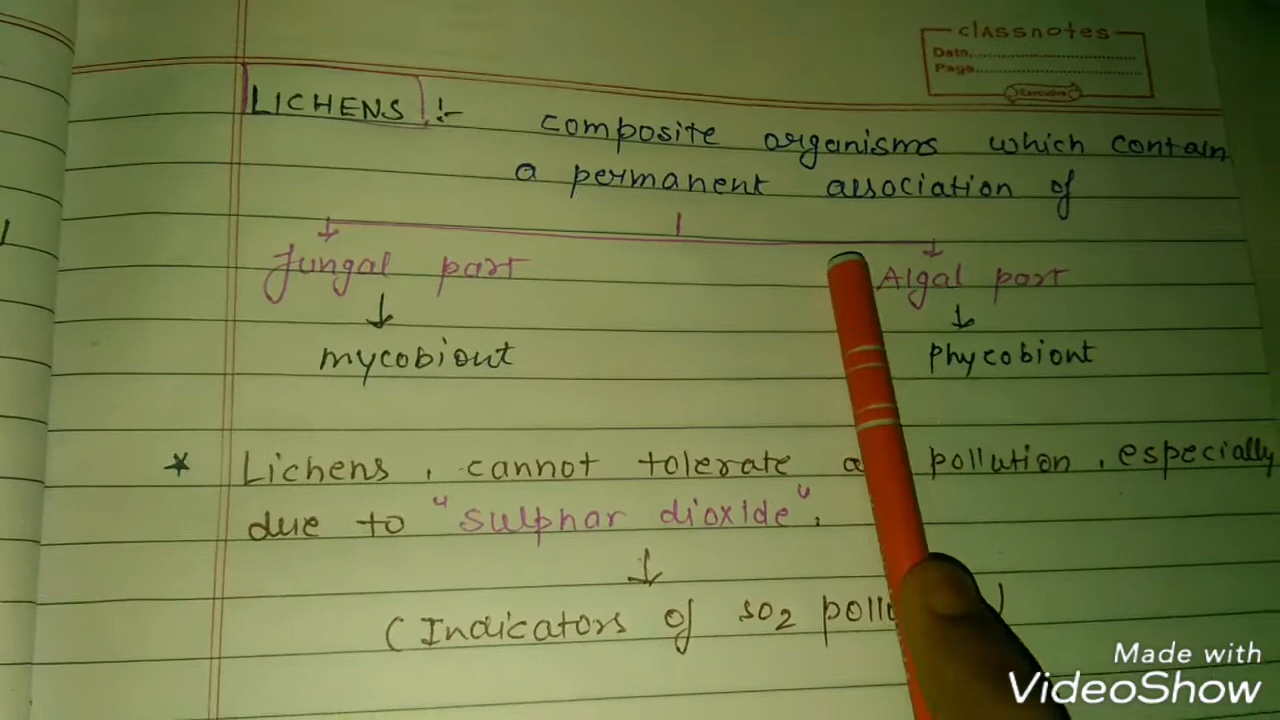 classnotes
Date
Page
Executive
LICHENS :- composite organisms which contain
a permanent association of
fungal part Algal part
mycobiont Phycobiont
* Lichens, cannot tolerate pollution, especially
due to "sulphar dioxide".
(Indicators of SO2 )
Made with
VideoShow